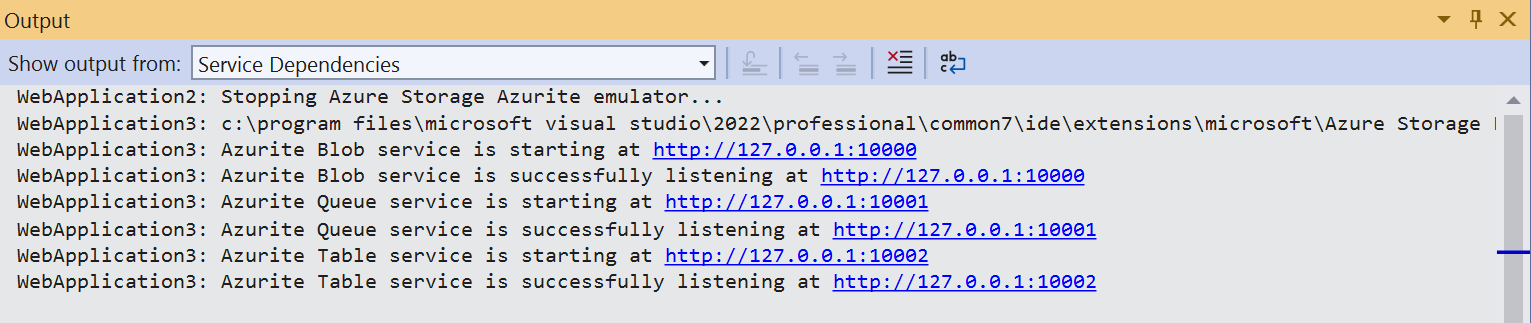 Output
Show output from: Service Dependencies
WebApplication2: Stopping Azure Storage Azurite emulator...
WebApplication3: c:\program files\microsoft visual studio\2022\professional\common7\ide\extensions\microsoft\Azure Storage
WebApplication3: Azurite Blob service is starting at http://127.0.0.1:10000
WebApplication3: Azurite Blob service is successfully listening at http://127.0.0.1:10000
WebApplication3: Azurite Queue service is starting at http://127.0.0.1:10001
WebApplication3: Azurite Queue service is successfully listening at http://127.0.0.1:10001
WebApplication3: Azurite Table service is starting at http://127.0.0.1:10002
WebApplication3: Azurite Table service is successfully listening at http://127.0.0.1:10002